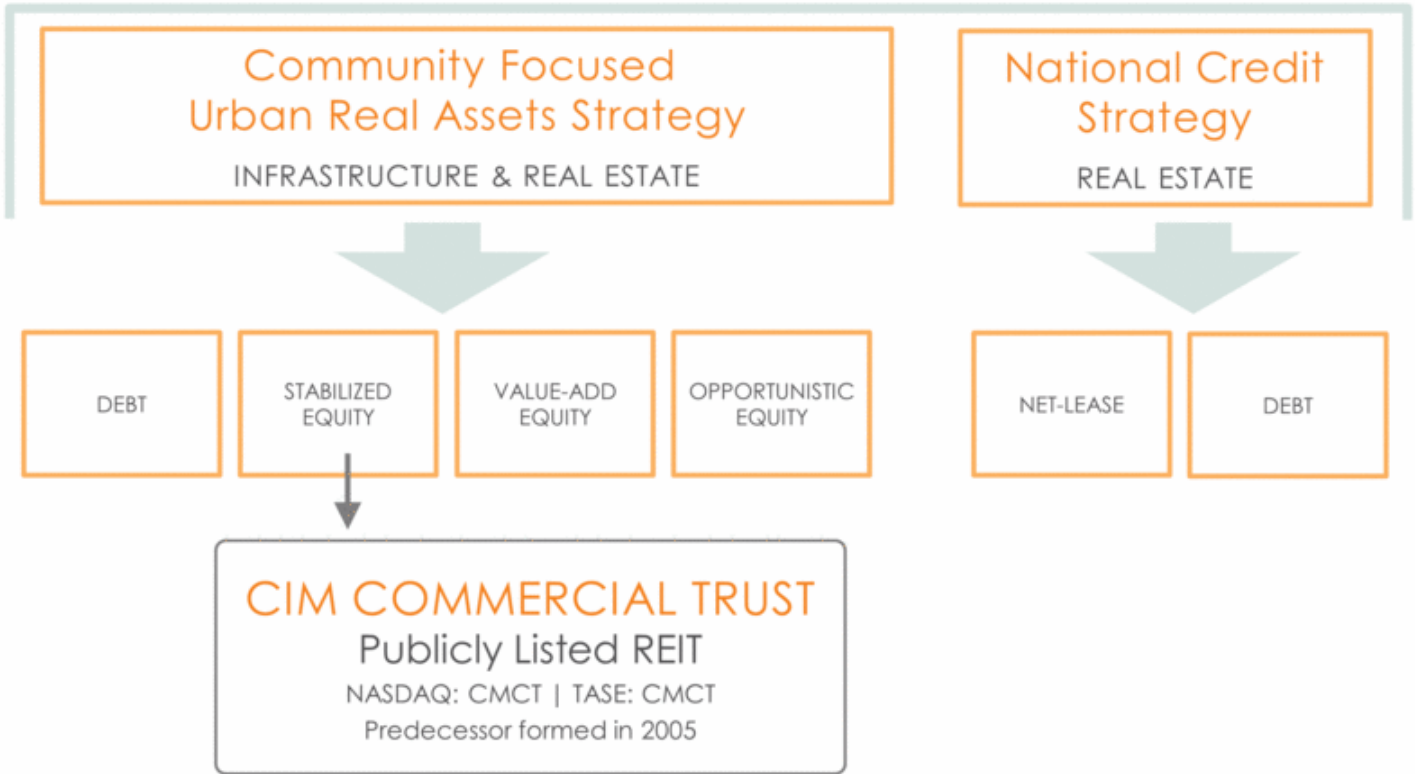 Community Focused
Urban Real Assets Strategy
INFRASTRUCTURE & REAL ESTATE
National Credit
Strategy
REAL ESTATE
DEBT
STABILIZED
EQUITY
VALUE-ADD
EQUITY
OPPORTUNISTIC
EQUITY
NET-LEASE
DEBT
CIM COMMERCIAL TRUST
Publicly Listed REIT
NASDAQ: CMCT | TASE: CMCT
Predecessor formed in 2005